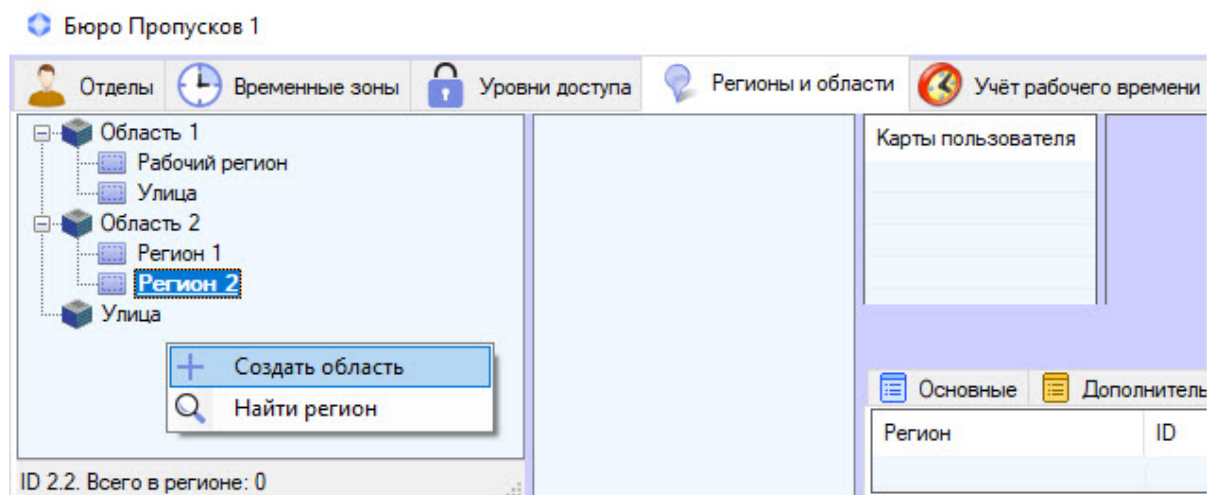 Бюро Пропусков 1
Отделы Временные зоны Уровни доступа Регионы и области Учёт рабочего времени
Область 1
Рабочий регион
Улица
Область 2
Регион 1
Регион 2
Улица
Создать область
Найти регион
ID 2.2. Всего в регионе: 0
Карты пользователя
Основные Дополнитель
Регион ID